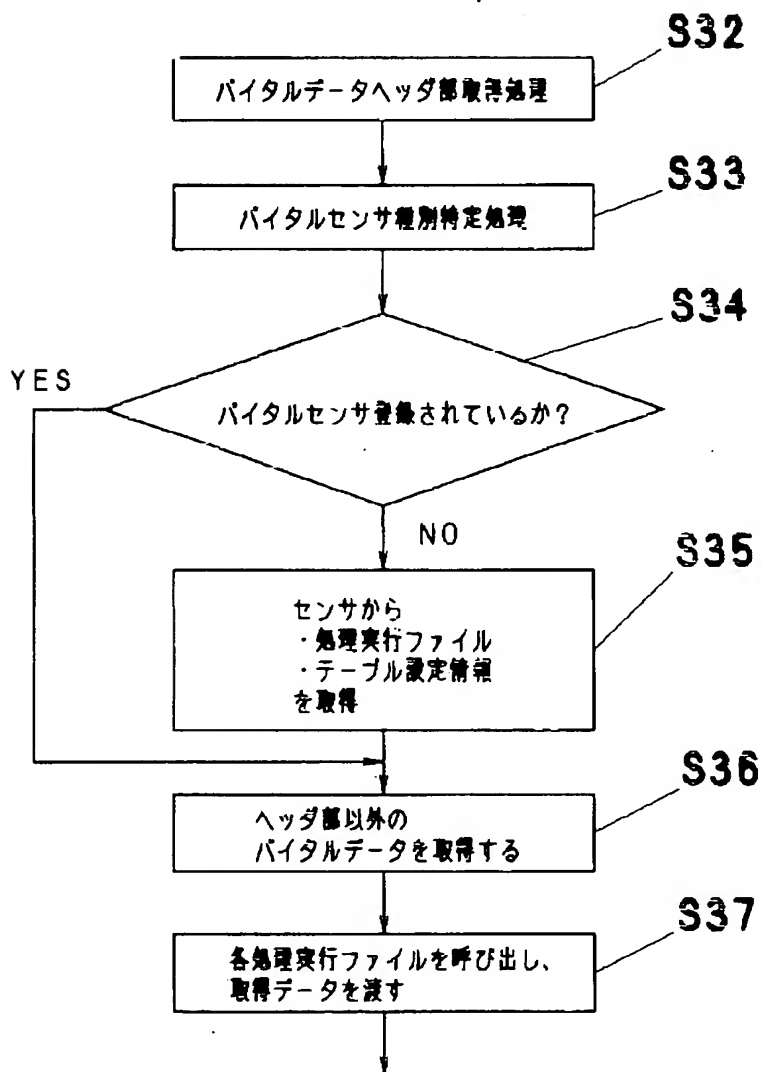 S32
バイタルデータヘッダ部取得処理
S33
バイタルセンサ種別特定処理
S34
YES
バイタルセンサ登録されているか?
NO
S35
センサから
・処理実行ファイル
・テーブル設定情報
を取得
S36
ヘッダ部以外の
バイタルデータを取得する
S37
各処理実行ファイルを呼び出し、
取得データを渡す